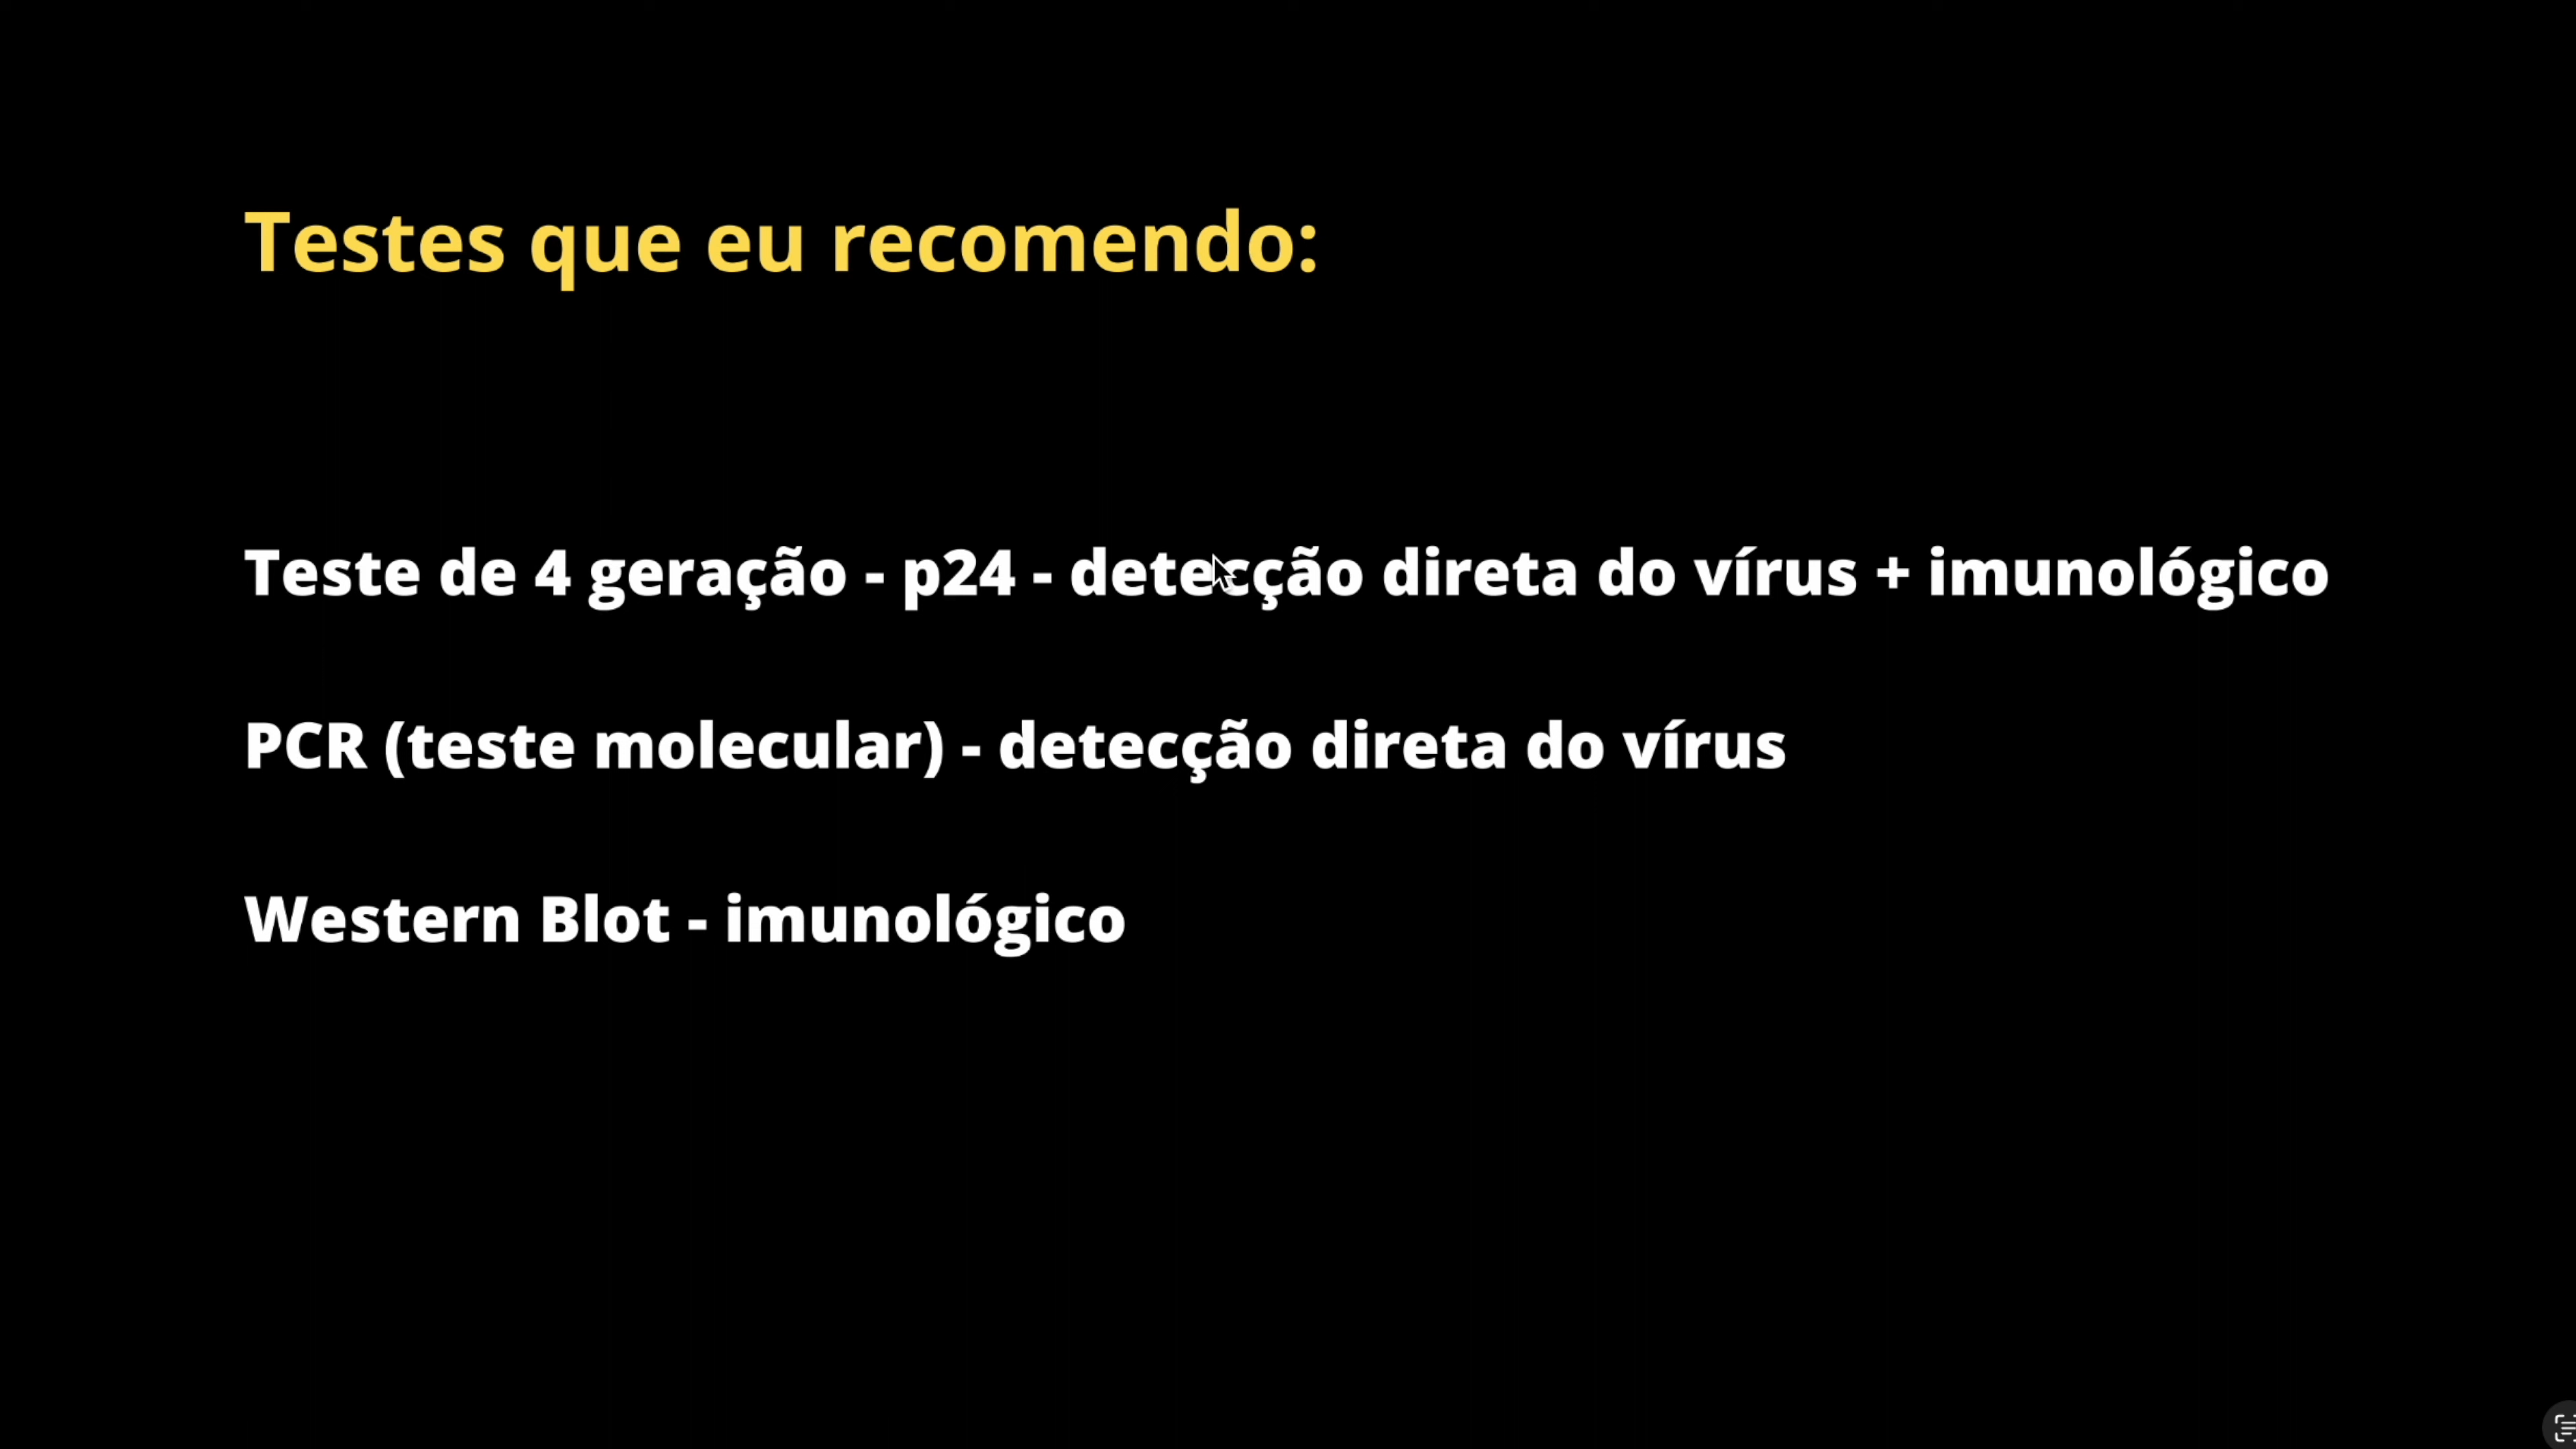 Testes que eu recomendo:
Teste de 4 geração - p24 - detecção direta do vírus + imunológico
PCR (teste molecular) - detecção direta do vírus
Western Blot - imunológico